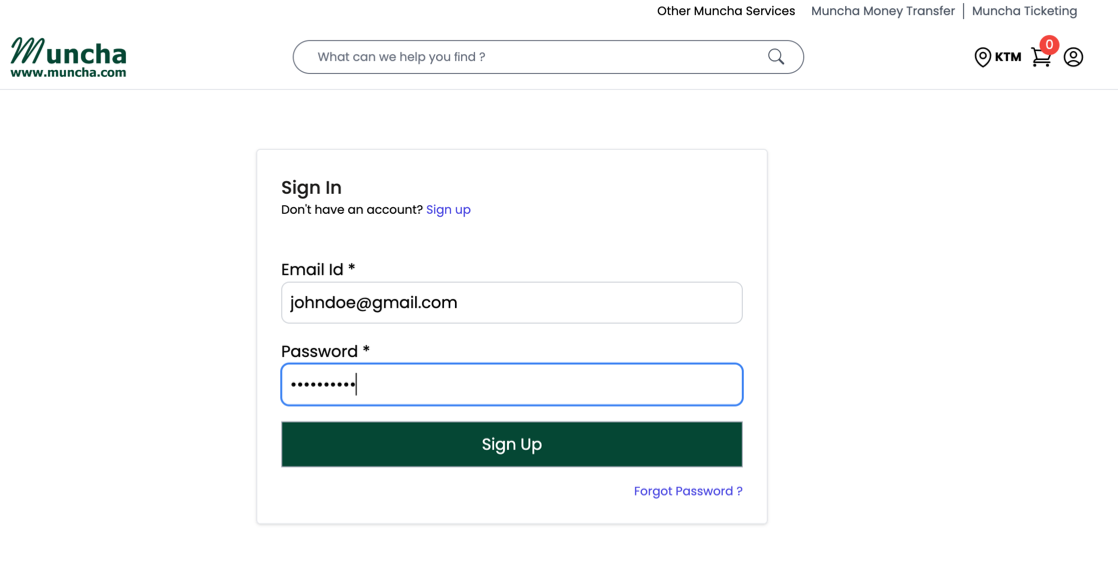 Other Muncha Services Muncha Money Transfer | Muncha Ticketing
Muncha
www.muncha.com
What can we help you find ?
KTM
0
Sign In
Don't have an account? Sign up
Email Id *
johndoe@gmail.com
Password *
••••••••••
Sign Up
Forgot Password ?